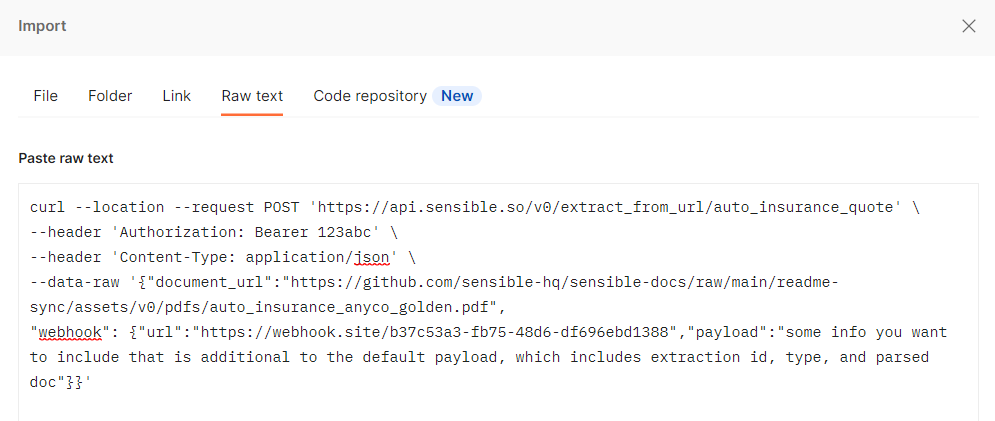 Import
File Folder Link Raw text Code repository New
Paste raw text
curl --location --request POST 'https://api.sensible.so/v0/extract_from_url/auto_insurance_quote' \
--header 'Authorization: Bearer 123abc' \
--header 'Content-Type: application/json' \
--data-raw '{"document_url":"https://github.com/sensible-hq/sensible-docs/raw/main/readme-
sync/assets/v0/pdfs/auto_insurance_anyco_golden.pdf",
"webhook": {"url":"https://webhook.site/b37c53a3-fb75-48d6-df696ebd1388","payload":"some info you want
to include that is additional to the default payload, which includes extraction id, type, and parsed
doc"}}'